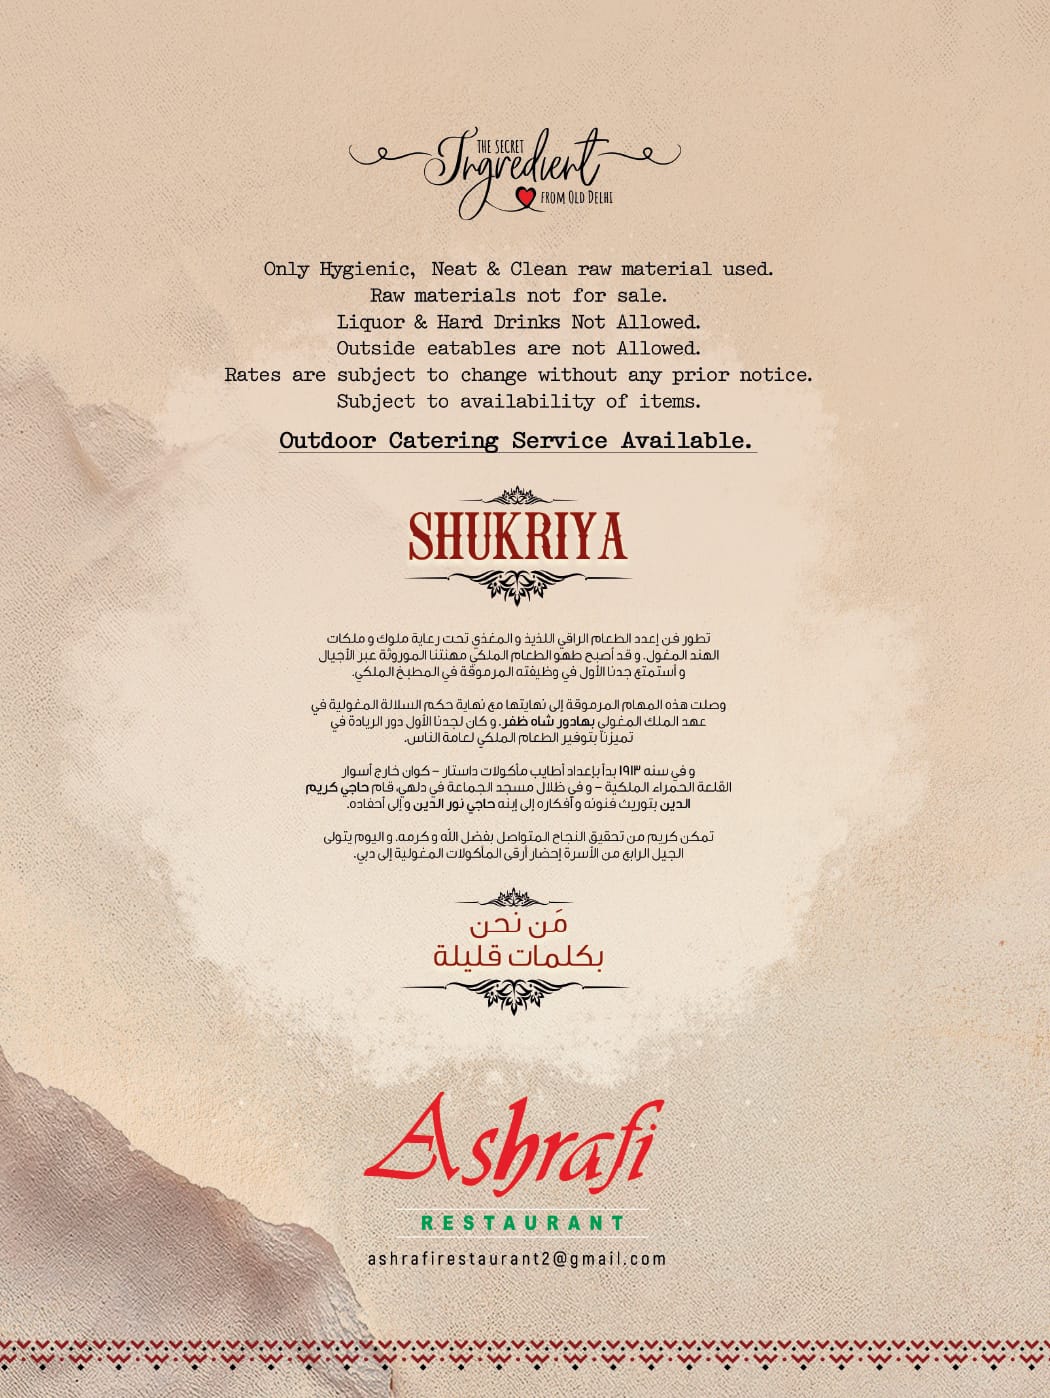 THE SECRET
Ingredient
FROM OLD DELHI
Only Hygienic, Neat & Clean raw material used.
Raw materials not for sale.
Liquor & Hard Drinks Not Allowed.
Outside eatables are not Allowed.
Rates are subject to change without any prior notice.
Subject to availability of items.
Outdoor Catering Service Available.
SHUKRIYA
تطور فن إعدد الطعام الراقي اللذيذ و المغذي تحت رعاية ملوك و ملكات
الهند المغول. و قد أصبح طهو الطعام الملكي مهنتنا الموروثة عبر الأجيال
و أستمتع جدنا الأول في وظيفته المرموقة في المطبخ الملكي.
وصلت هذه المهام المرموقة إلى نهايتها مع نهاية حكم السلالة المغولية في
عهد الملك المغولي بهادور شاه ظفر. و كان لجدنا الأول دور الريادة في
تميزنا بتوفير الطعام الملكي لعامة الناس.
و في سنه ١٩١٣ بدأ بإعداد أطايب مأكولات داستار – كوان خارج أسوار
القلعة الحمراء الملكية – و في ظلال مسجد الجماعة في دلهي، قام حاجي كريم
الدين بتوريث فنونه و أفكاره إلى إبنه حاجي نور الدين و إلى أحفاده.
تمكن كريم من تحقيق النجاح المتواصل بفضل الله و كرمه. و اليوم يتولى
الجيل الرابع من الأسرة إحضار أرقى المأكولات المغولية إلى دبي.
مَن نحن
بكلمات قليلة
Ashrafi
RESTAURANT
ashrafirestaurant2@gmail.com